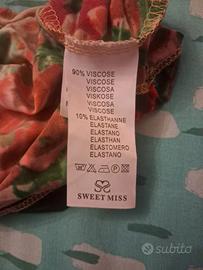 90% VISCOSE
VISCOSE
VISCOSA
VISKOSE
VISCOSA
VISCOSE
10% ELASTHANNE
ELASTANE
ELASTANO
ELASTHAN
ELASTOMERO
ELASTANO
SWEET MISS
subito